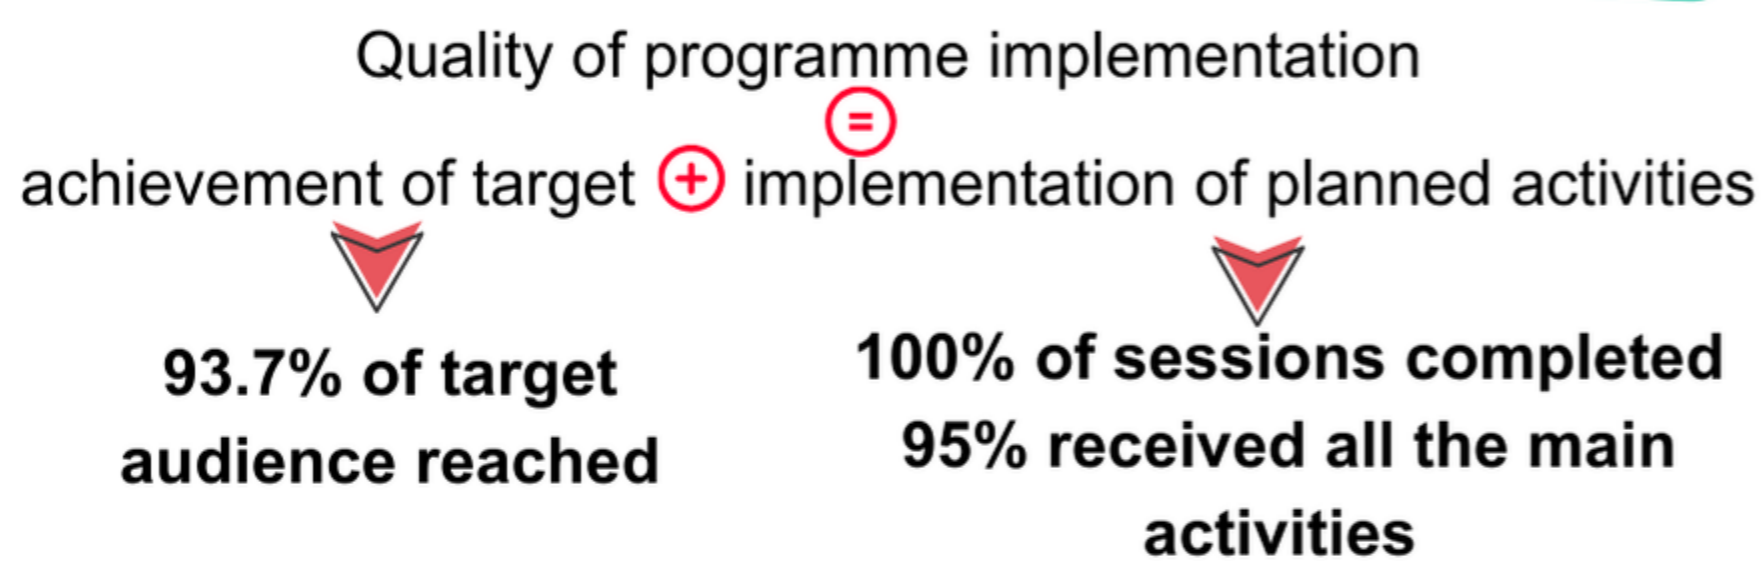 Quality of programme implementation
=
achievement of target + implementation of planned activities
93.7% of target
audience reached
100% of sessions completed
95% received all the main
activities